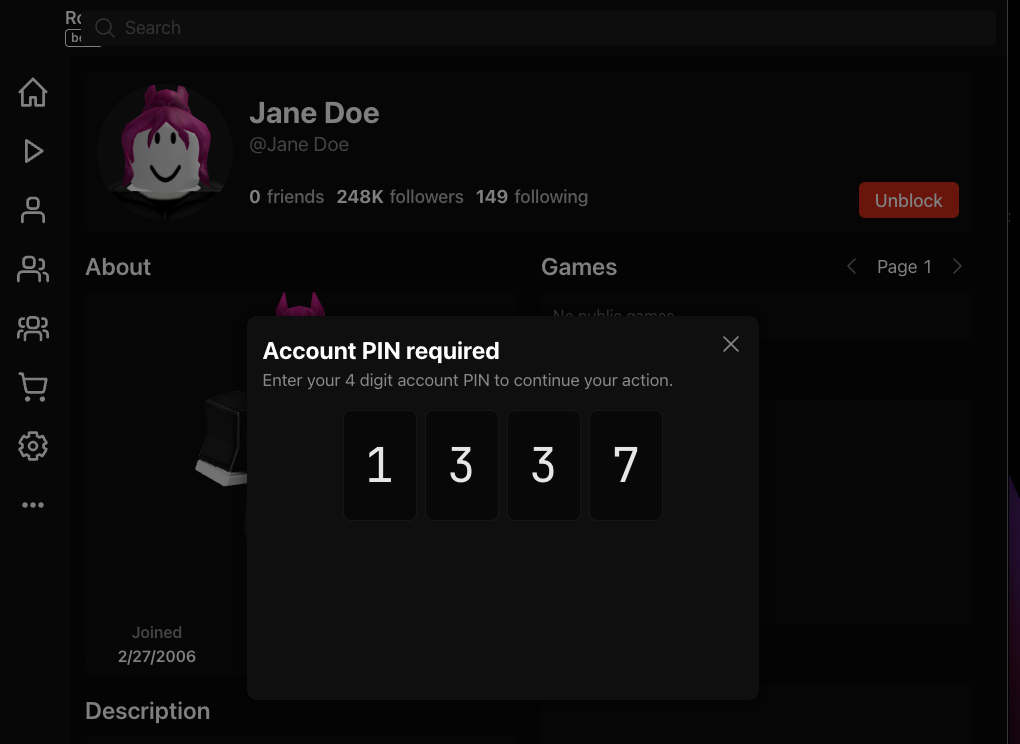 Search
Jane Doe
@Jane Doe
0 friends 248K followers 149 following
Unblock
About
Games
Page 1
No public games
Account PIN required
Enter your 4 digit account PIN to continue your action.
1 3 3 7
Joined
2/27/2006
Description